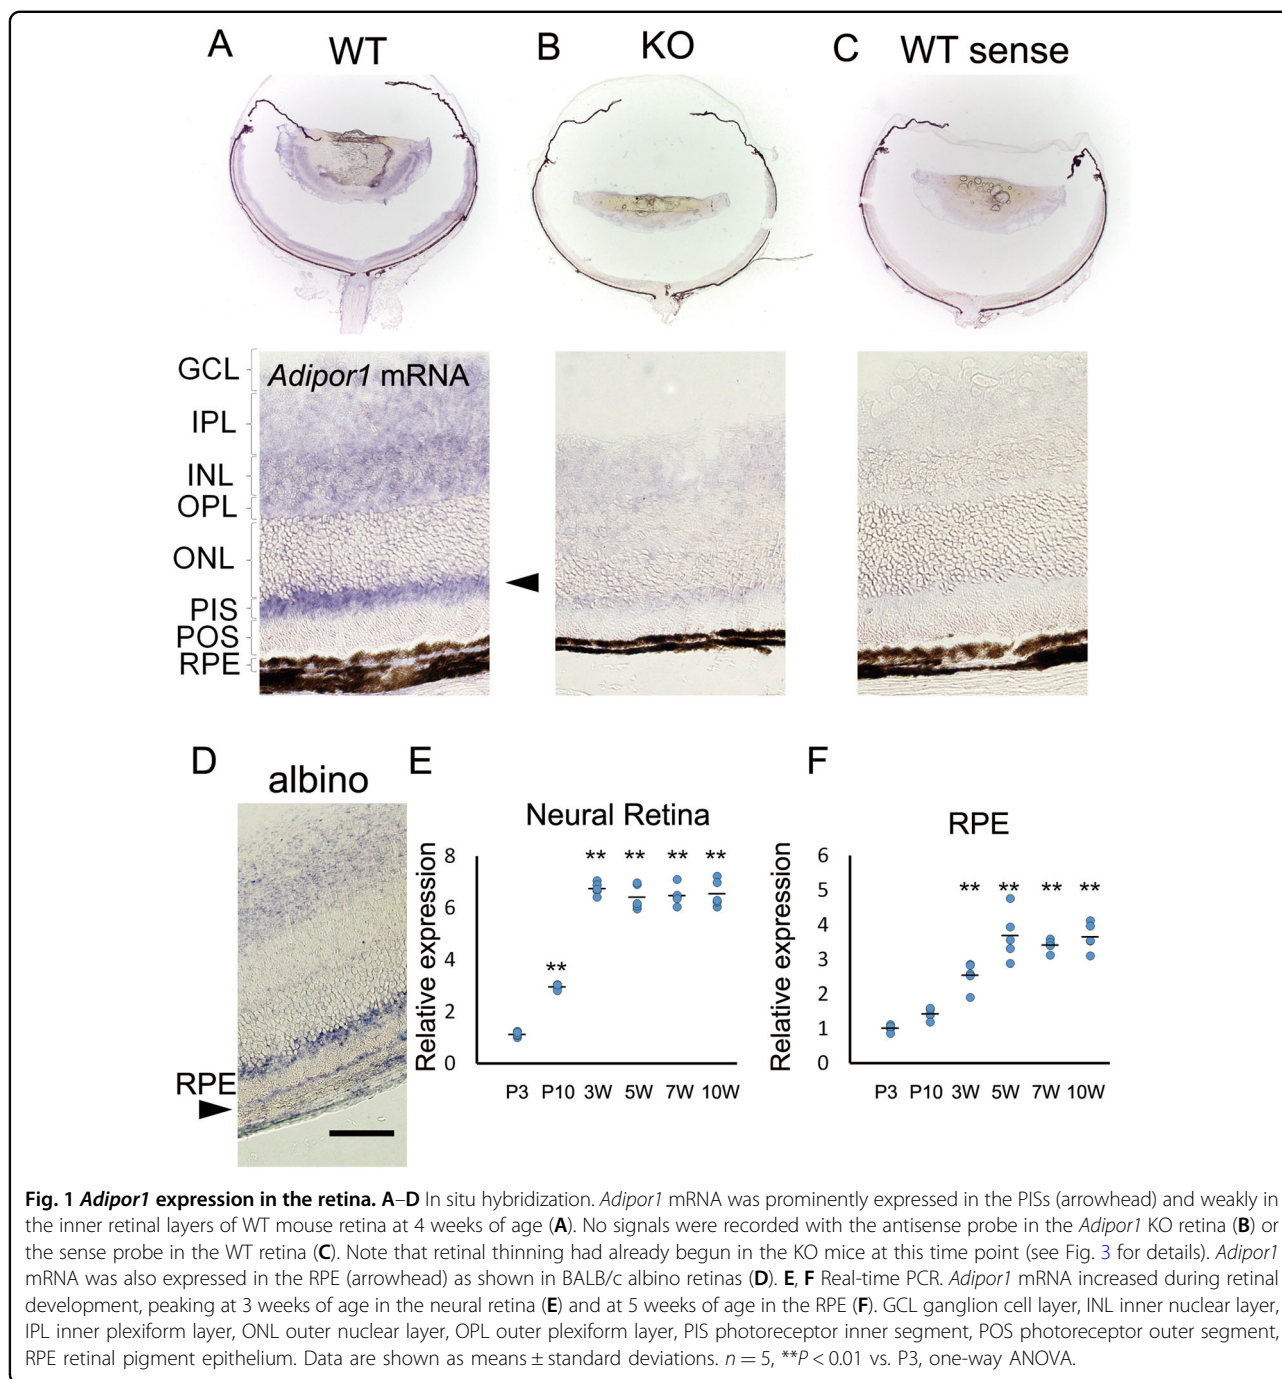 A WT
B KO
C WT sense
GCL
IPL
INL
OPL
ONL
PIS
POS
RPE
Adipor1 mRNA
D albino
RPE
E
Neural Retina
Relative expression
8
6
4
2
0
**
**
**
**
**
P3 P10 3W 5W 7W 10W
F
RPE
Relative expression
6
5
4
3
2
1
0
**
**
**
**
P3 P10 3W 5W 7W 10W
Fig. 1 Adipor1 expression in the retina. A–D In situ hybridization. Adipor1 mRNA was prominently expressed in the PISs (arrowhead) and weakly in
the inner retinal layers of WT mouse retina at 4 weeks of age (A). No signals were recorded with the antisense probe in the Adipor1 KO retina (B) or
the sense probe in the WT retina (C). Note that retinal thinning had already begun in the KO mice at this time point (see Fig. 3 for details). Adipor1
mRNA was also expressed in the RPE (arrowhead) as shown in BALB/c albino retinas (D). E, F Real-time PCR. Adipor1 mRNA increased during retinal
development, peaking at 3 weeks of age in the neural retina (E) and at 5 weeks of age in the RPE (F). GCL ganglion cell layer, INL inner nuclear layer,
IPL inner plexiform layer, ONL outer nuclear layer, OPL outer plexiform layer, PIS photoreceptor inner segment, POS photoreceptor outer segment,
RPE retinal pigment epithelium. Data are shown as means ± standard deviations. n = 5, **P < 0.01 vs. P3, one-way ANOVA.